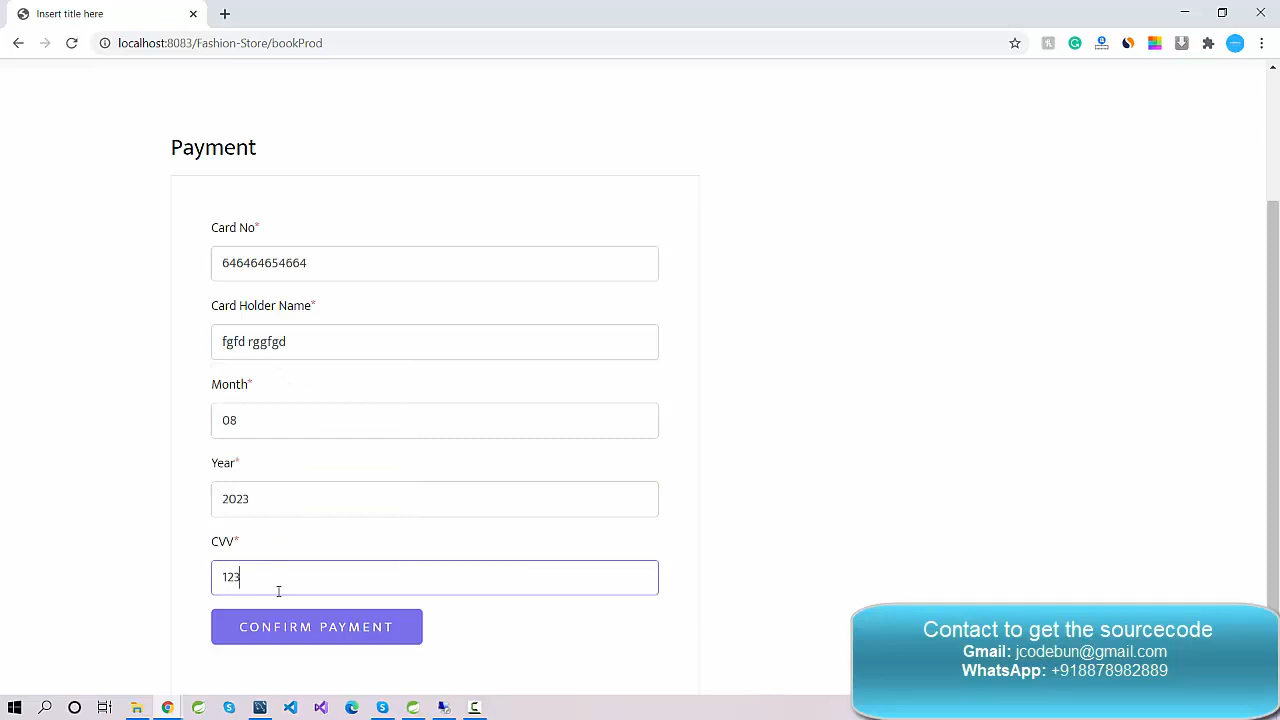 Insert title here
localhost:8083/Fashion-Store/bookProd
Payment
Card No*
646464654664
Card Holder Name*
fgfd rggfgd
Month*
08
Year*
2023
CVV*
123
CONFIRM PAYMENT
Contact to get the sourcecode
Gmail: jcodebun@gmail.com
WhatsApp: +918878982889